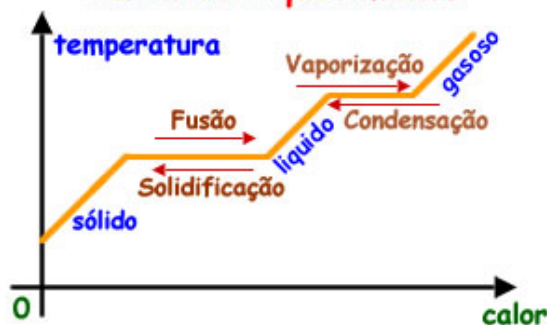 temperatura
gasoso
Vaporização
Condensação
Fusão
líquido
Solidificação
sólido
0
calor